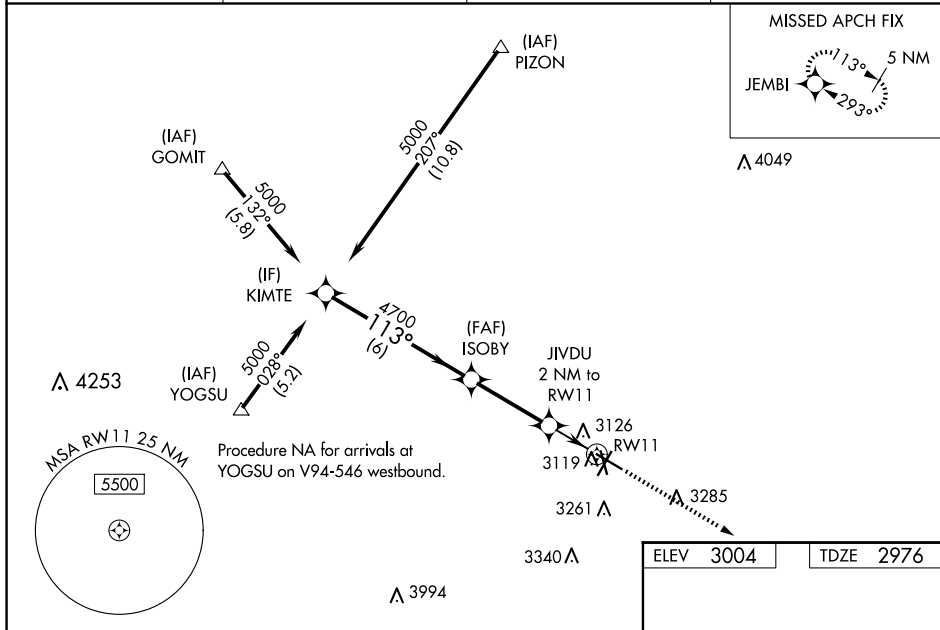 MISSED APCH FIX
5 NM
113°
JEMBI
293°
(IAF)
PIZON
4049
5000
207°
(10.8)
(IAF)
GOMIT
5000
132°
(5.8)
(IF)
KIMTE
4700
113°
(6)
(FAF)
ISOBY
JIVDU
2 NM to
RW11
4253
(IAF)
YOGSU
5000
028°
(5.2)
3126
RW11
3119
Procedure NA for arrivals at
YOGSU on V94-546 westbound.
MSA RW11 25 NM
5500
3285
3261
3340
3994
ELEV 3004
TDZE 2976